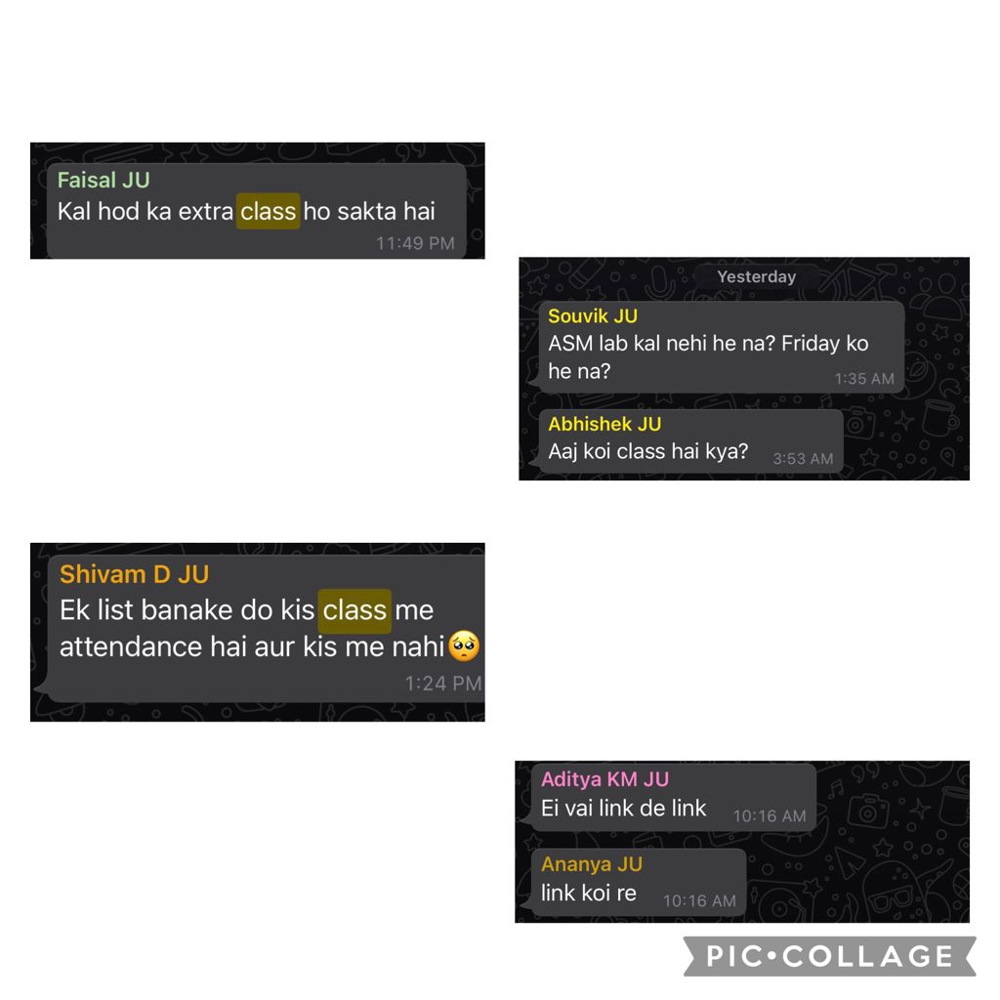 Faisal JU
Kal hod ka extra class ho sakta hai
11:49 PM
Yesterday
Souvik JU
ASM lab kal nehi he na? Friday ko
he na?
1:35 AM
Abhishek JU
Aaj koi class hai kya?
3:53 AM
Shivam D JU
Ek list banake do kis class me
attendance hai aur kis me nahi🥺
1:24 PM
Aditya KM JU
Ei vai link de link
10:16 AM
Ananya JU
link koi re
10:16 AM
PIC•COLLAGE